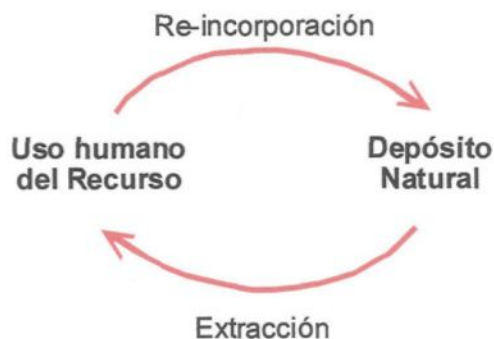 Re-incorporación
Uso humano
del Recurso
Depósito
Natural
Extracción